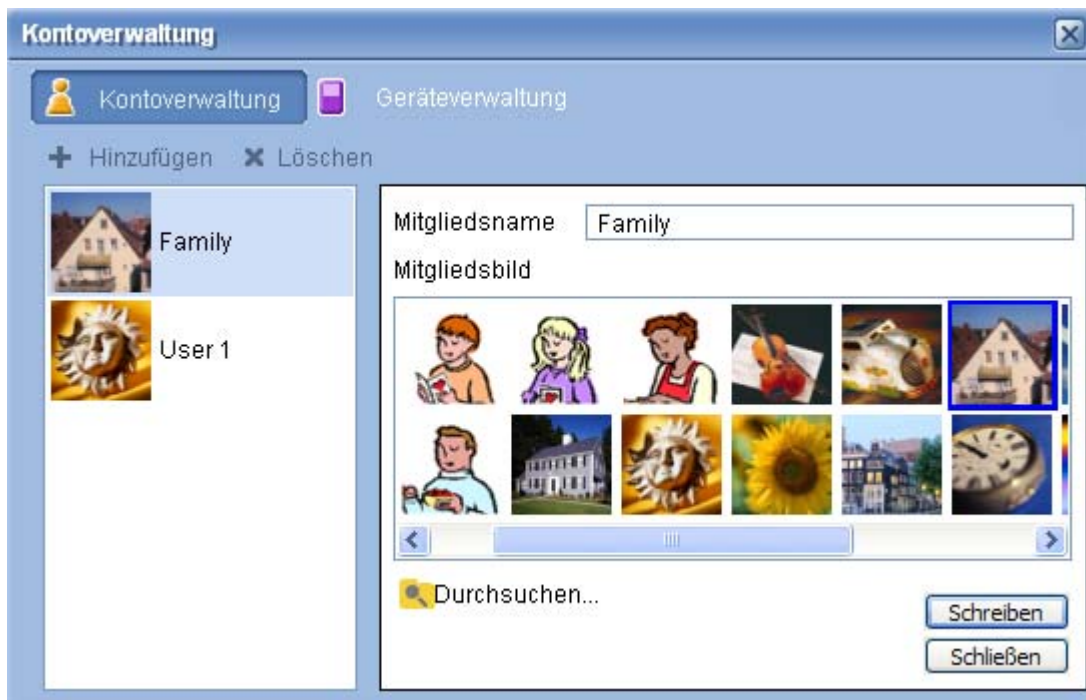 Kontoverwaltung
Kontoverwaltung Geräteverwaltung
Hinzufügen Löschen
Family
User 1
Mitgliedsname Family
Mitgliedsbild
Durchsuchen...
Schreiben
Schließen